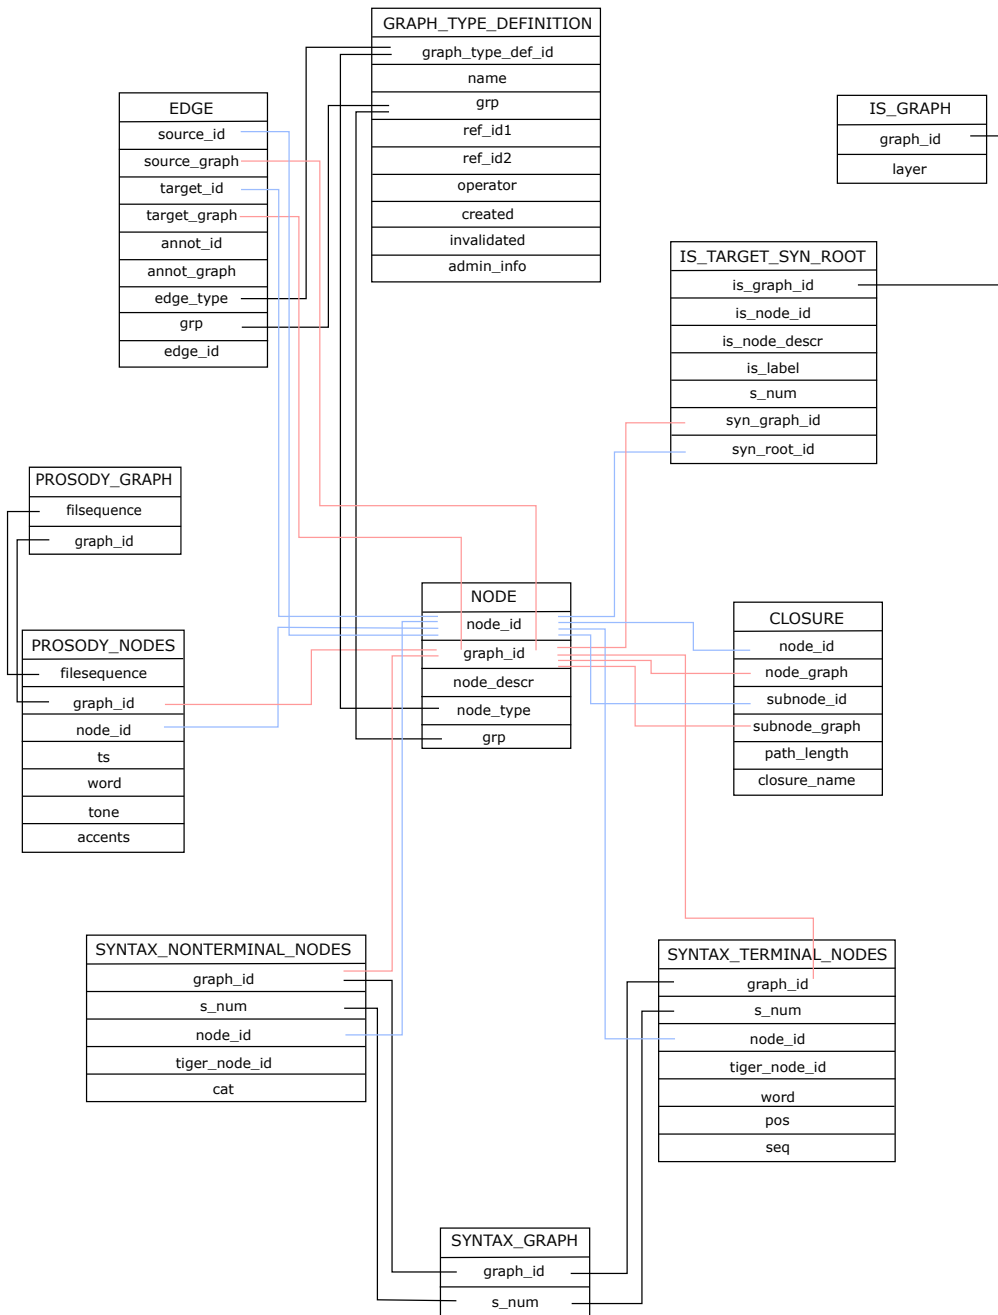 GRAPH_TYPE_DEFINITION
graph_type_def_id
name
grp
ref_id1
ref_id2
operator
created
invalidated
admin_info
EDGE
source_id
source_graph
target_id
target_graph
annot_id
annot_graph
edge_type
grp
edge_id
IS_GRAPH
graph_id
layer
IS_TARGET_SYN_ROOT
is_graph_id
is_node_id
is_node_descr
is_label
s_num
syn_graph_id
syn_root_id
PROSODY_GRAPH
filsequence
graph_id
PROSODY_NODES
filesequence
graph_id
node_id
ts
word
tone
accents
NODE
node_id
graph_id
node_descr
node_type
grp
CLOSURE
node_id
node_graph
subnode_id
subnode_graph
path_length
closure_name
SYNTAX_NONTERMINAL_NODES
graph_id
s_num
node_id
tiger_node_id
cat
SYNTAX_TERMINAL_NODES
graph_id
s_num
node_id
tiger_node_id
word
pos
seq
SYNTAX_GRAPH
graph_id
s_num